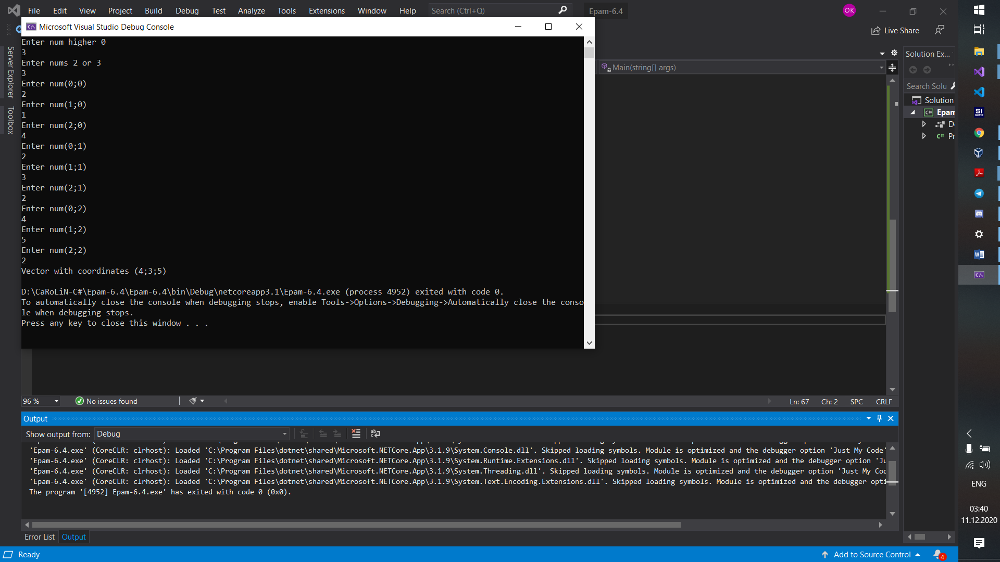 File Edit View Project Build Debug Test Analyze Tools Extensions Window Help Search (Ctrl+Q) Epam-6.4 OK
Live Share
Microsoft Visual Studio Debug Console
Server Explorer
Toolbox
Enter num higher 0
3
Enter nums 2 or 3
3
Enter num(0;0)
2
Enter num(1;0)
1
Enter num(2;0)
4
Enter num(0;1)
2
Enter num(1;1)
3
Enter num(2;1)
2
Enter num(0;2)
4
Enter num(1;2)
5
Enter num(2;2)
2
Vector with coordinates (4;3;5)
D:\CaRoLiN-C#\Epam-6.4\Epam-6.4\bin\Debug\netcoreapp3.1\Epam-6.4.exe (process 4952) exited with code 0.
To automatically close the console when debugging stops, enable Tools->Options->Debugging->Automatically close the conso
le when debugging stops.
Press any key to close this window . . .
Main(string[] args)
Solution Ex...
Search Solu
Solution
C# Epam
D
C# Pr
96 % No issues found Ln: 67 Ch: 2 SPC CRLF
Output
Show output from: Debug
'Epam-6.4.exe' (CoreCLR: clrhost): Loaded 'C:\Program Files\dotnet\shared\Microsoft.NETCore.App\3.1.9\System.Console.dll'. Skipped loading symbols. Module is optimized and the debugger option 'Just My Code'
'Epam-6.4.exe' (CoreCLR: clrhost): Loaded 'C:\Program Files\dotnet\shared\Microsoft.NETCore.App\3.1.9\System.Runtime.Extensions.dll'. Skipped loading symbols. Module is optimized and the debugger option 'Ju
'Epam-6.4.exe' (CoreCLR: clrhost): Loaded 'C:\Program Files\dotnet\shared\Microsoft.NETCore.App\3.1.9\System.Threading.dll'. Skipped loading symbols. Module is optimized and the debugger option 'Just My Cod
'Epam-6.4.exe' (CoreCLR: clrhost): Loaded 'C:\Program Files\dotnet\shared\Microsoft.NETCore.App\3.1.9\System.Text.Encoding.Extensions.dll'. Skipped loading symbols. Module is optimized and the debugger opti
The program '[4952] Epam-6.4.exe' has exited with code 0 (0x0).
Error List Output
Ready Add to Source Control 4
SI GAME
ENG
03:40
11.12.2020